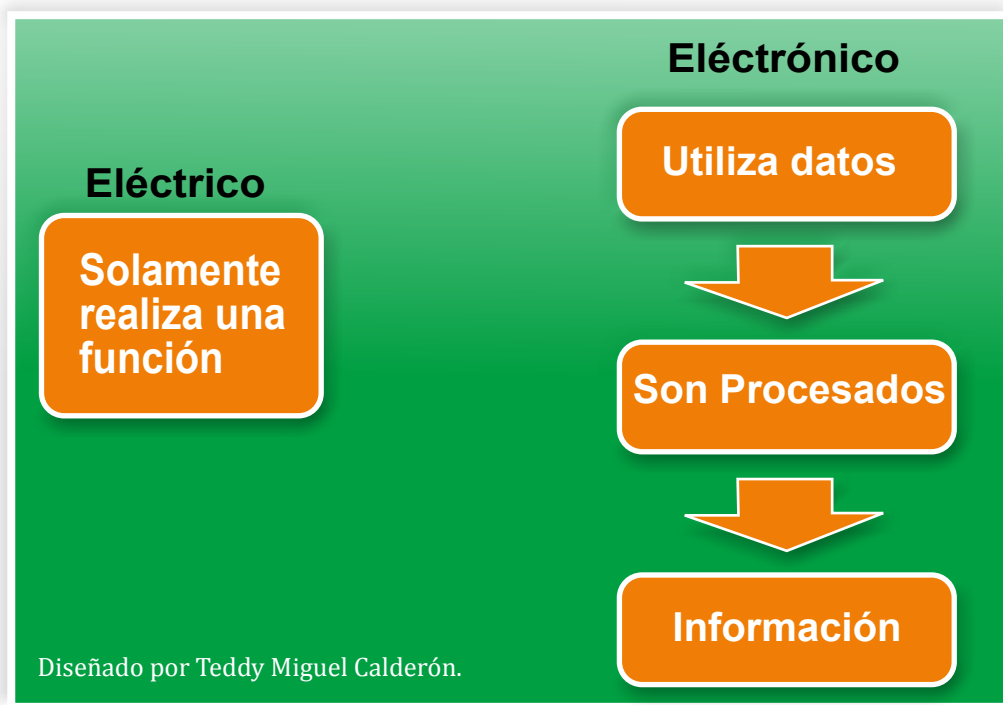 Eléctrico
Solamente
realiza una
función
Eléctrónico
Utiliza datos
Son Procesados
Información
Diseñado por Teddy Miguel Calderón.